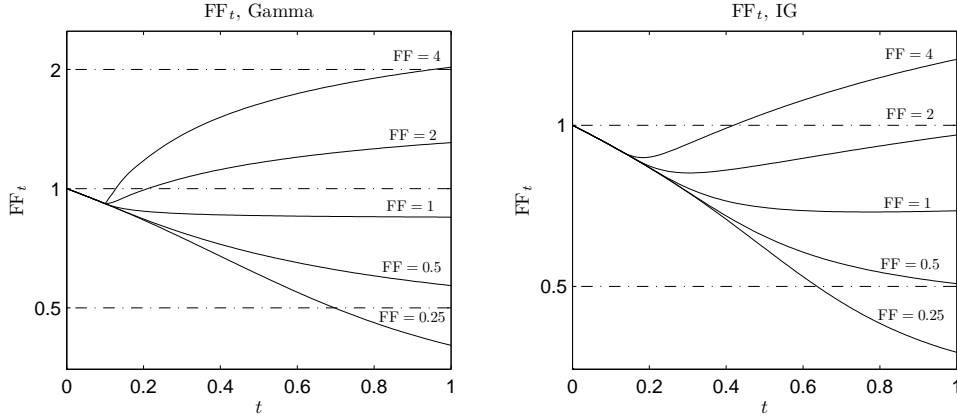 FF_t, Gamma
FF_t
2
1
0.5
FF = 4
FF = 2
FF = 1
FF = 0.5
FF = 0.25
0 0.2 0.4 0.6 0.8 1
t
FF_t, IG
FF_t
1
0.5
FF = 4
FF = 2
FF = 1
FF = 0.5
FF = 0.25
0 0.2 0.4 0.6 0.8 1
t